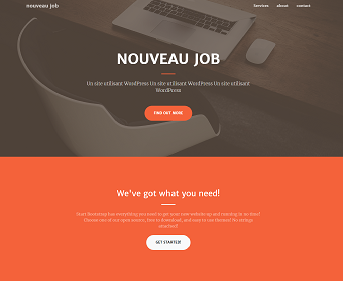 nouveau job
Services about contact
NOUVEAU JOB
Un site utilisant WordPress Un site utilisant WordPress Un site utilisant
WordPress
FIND OUT MORE
We've got what you need!
Start Bootstrap has everything you need to get your new website up and running in no time!
Choose one of our open source, free to download, and easy to use themes! No strings
attached!
GET STARTED!